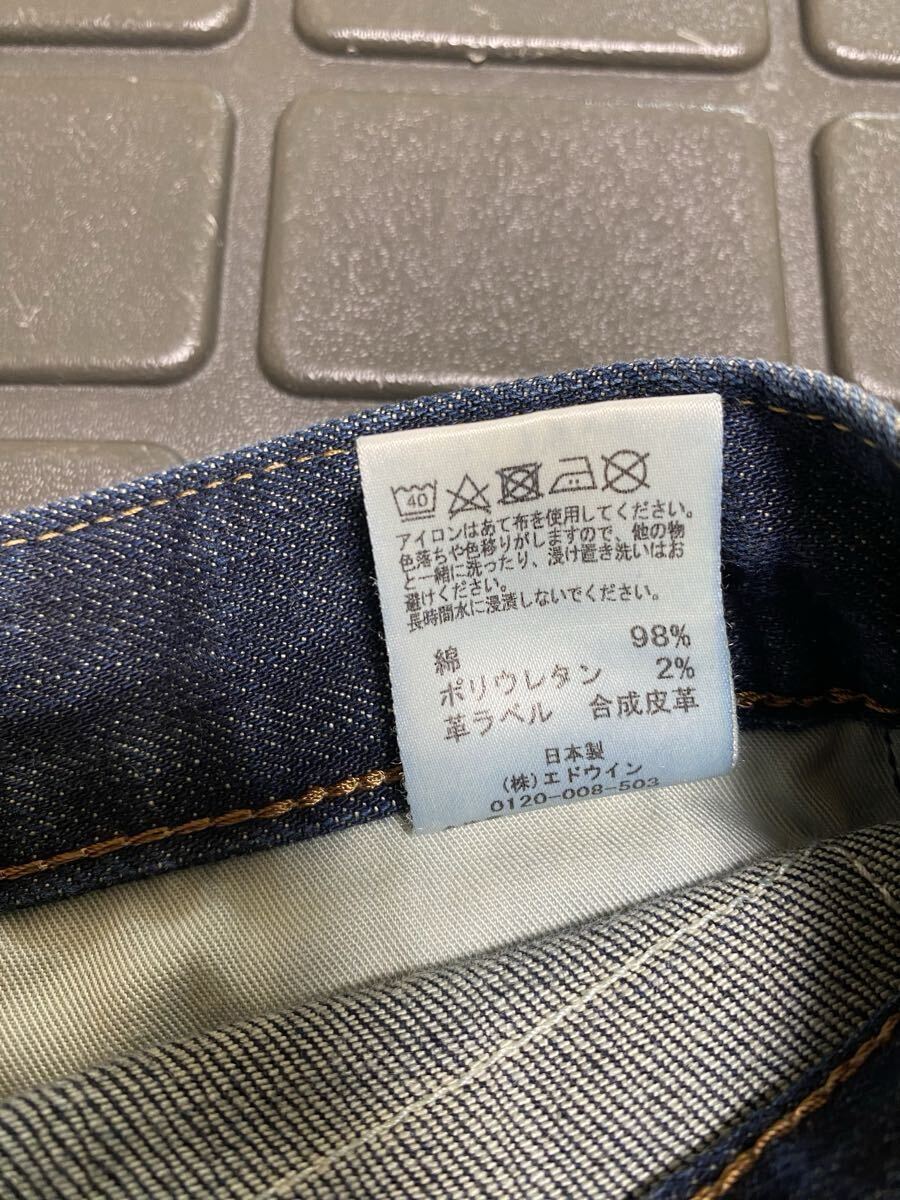 40
アイロンはあて布を使用してください。
色落ちや色移りがしますので、他の物
と一緒に洗ったり、浸け置き洗いはお
避けください。
長時間水に浸漬しないでください。
綿 98%
ポリウレタン 2%
革ラベル 合成皮革
日本製
(株)エドウイン
0120-008-503